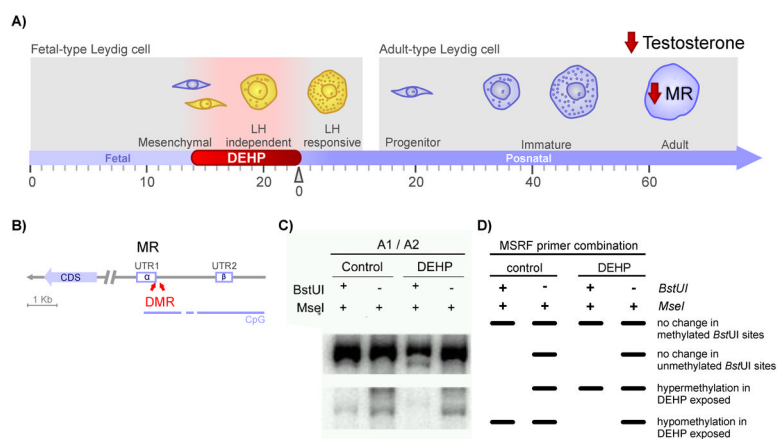 A)
Fetal-type Leydig cell
Adult-type Leydig cell
Testosterone
MR
Mesenchymal
LH
independent
LH
responsive
Progenitor
Immature
Adult
Fetal
DEHP
Postnatal
0
10
20
0
20
40
60
B)
MR
UTR1
UTR2
CDS
α
β
1 Kb
DMR
CpG
C)
A1 / A2
Control
DEHP
BstUI
+
-
+
-
MseI
+
+
+
+
D)
MSRF primer combination
control
DEHP
+
-
+
-
BstUI
+
+
+
+
MseI
no change in
methylated BstUI sites
no change in
unmethylated BstUI sites
hypermethylation in
DEHP exposed
hypomethylation in
DEHP exposed